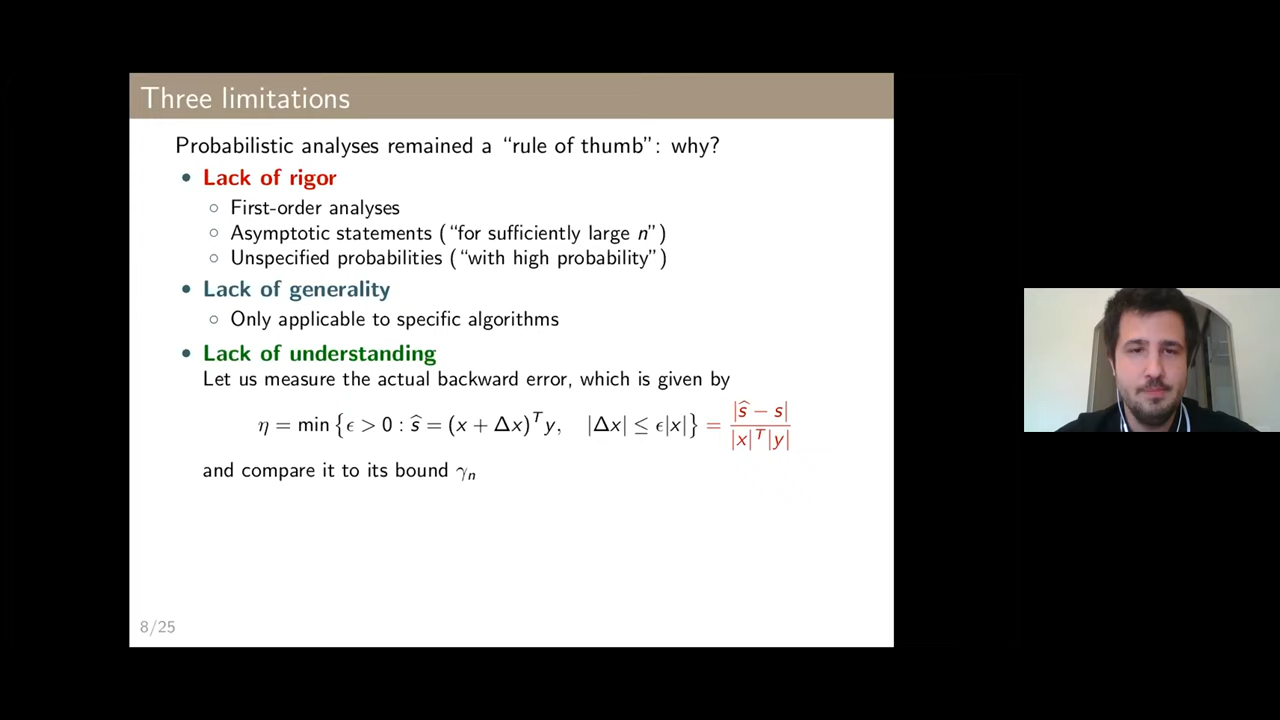 Three limitations
Probabilistic analyses remained a “rule of thumb”: why?
• Lack of rigor
○ First-order analyses
○ Asymptotic statements (“for sufficiently large n”)
○ Unspecified probabilities (“with high probability”)
• Lack of generality
○ Only applicable to specific algorithms
• Lack of understanding
Let us measure the actual backward error, which is given by
η = min {ϵ > 0 : ŝ = (x + Δx)ᵀy, |Δx| ≤ ϵ|x|} = |ŝ − s| / |x|ᵀ|y|
and compare it to its bound γₙ
8/25